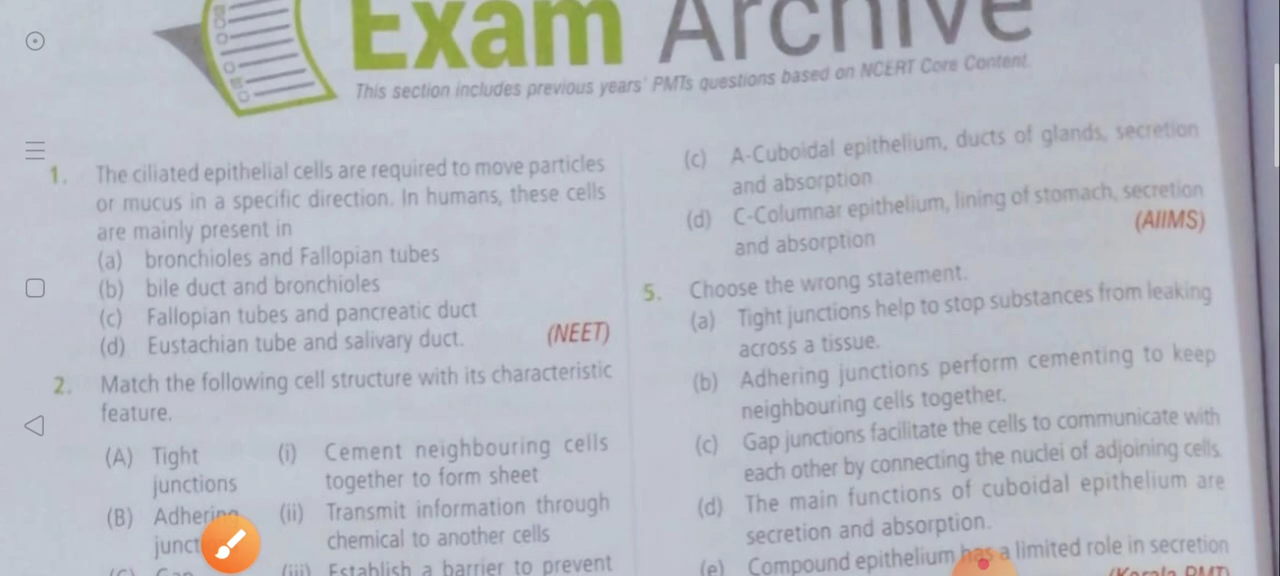 Exam Archive
This section includes previous years' PMTs questions based on NCERT Core Content.
1. The ciliated epithelial cells are required to move particles
or mucus in a specific direction. In humans, these cells
are mainly present in
(a) bronchioles and Fallopian tubes
(b) bile duct and bronchioles
(c) Fallopian tubes and pancreatic duct
(d) Eustachian tube and salivary duct. (NEET)
2. Match the following cell structure with its characteristic
feature.
(A) Tight (i) Cement neighbouring cells
junctions together to form sheet
(B) Adhering (ii) Transmit information through
junct chemical to another cells
(C) Gap (iii) Establish a barrier to prevent
(c) A-Cuboidal epithelium, ducts of glands, secretion
and absorption
(d) C-Columnar epithelium, lining of stomach, secretion
and absorption (AIIMS)
5. Choose the wrong statement.
(a) Tight junctions help to stop substances from leaking
across a tissue.
(b) Adhering junctions perform cementing to keep
neighbouring cells together.
(c) Gap junctions facilitate the cells to communicate with
each other by connecting the nuclei of adjoining cells.
(d) The main functions of cuboidal epithelium are
secretion and absorption.
(e) Compound epithelium has a limited role in secretion
(Kerala PMT)